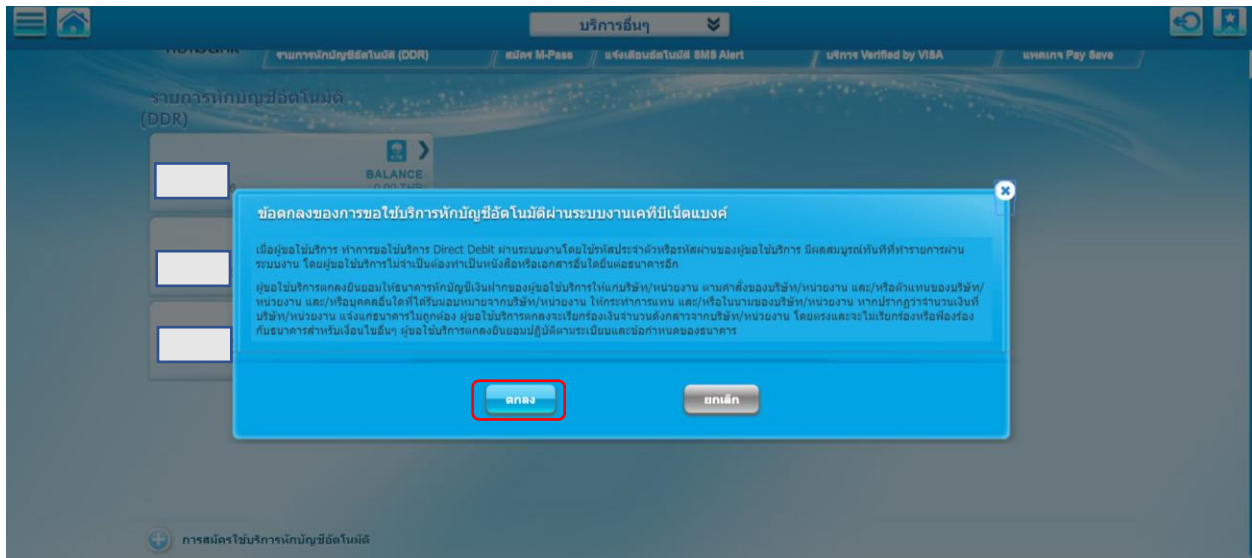 บริการอื่นๆ
รายการหักบัญชีอัตโนมัติ (DDR)
สมัคร M-Pass
แจ้งเตือนอัตโนมัติ SMS Alert
บริการ Verified by VISA
แพคเกจ Pay Save
รายการหักบัญชีอัตโนมัติ
(DDR)
BALANCE
0.00 THB
ข้อตกลงของการขอใช้บริการหักบัญชีอัตโนมัติผ่านระบบงานเคทีบีเน็ตแบงค์
เมื่อผู้ขอใช้บริการ ทำการขอใช้บริการ Direct Debit ผ่านระบบงานโดยใช้รหัสประจำตัวหรือรหัสผ่านของผู้ขอใช้บริการ มีผลสมบูรณ์ทันทีที่ทำรายการผ่าน
ระบบงาน โดยผู้ขอใช้บริการไม่จำเป็นต้องทำเป็นหนังสือหรือเอกสารอื่นใดยื่นต่อธนาคารอีก
ผู้ขอใช้บริการตกลงยินยอมให้ธนาคารหักบัญชีเงินฝากของผู้ขอใช้บริการให้แก่บริษัท/หน่วยงาน ตามคำสั่งของบริษัท/หน่วยงาน และ/หรือตัวแทนของบริษัท/
หน่วยงาน และ/หรือบุคคลอื่นใดที่ได้รับมอบหมายจากบริษัท/หน่วยงาน ให้กระทำการแทน และ/หรือในนามของบริษัท/หน่วยงาน หากปรากฏว่าจำนวนเงินที่
บริษัท/หน่วยงาน แจ้งแก่ธนาคารไม่ถูกต้อง ผู้ขอใช้บริการตกลงจะเรียกร้องเงินจำนวนดังกล่าวจากบริษัท/หน่วยงาน โดยตรงและจะไม่เรียกร้องหรือฟ้องร้อง
กับธนาคารสำหรับเงื่อนไขอื่นๆ ผู้ขอใช้บริการตกลงยินยอมปฏิบัติตามระเบียบและข้อกำหนดของธนาคาร
ตกลง
ยกเลิก
การสมัครใช้บริการหักบัญชีอัตโนมัติ